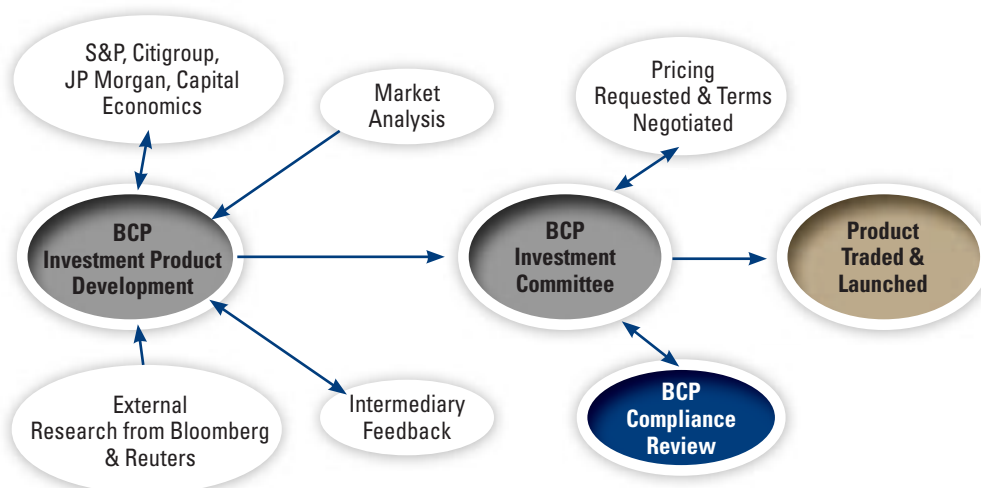 S&P, Citigroup,
JP Morgan, Capital
Economics
Market
Analysis
Pricing
Requested & Terms
Negotiated
BCP
Investment Product
Development
BCP
Investment
Committee
Product
Traded &
Launched
External
Research from Bloomberg
& Reuters
Intermediary
Feedback
BCP
Compliance
Review